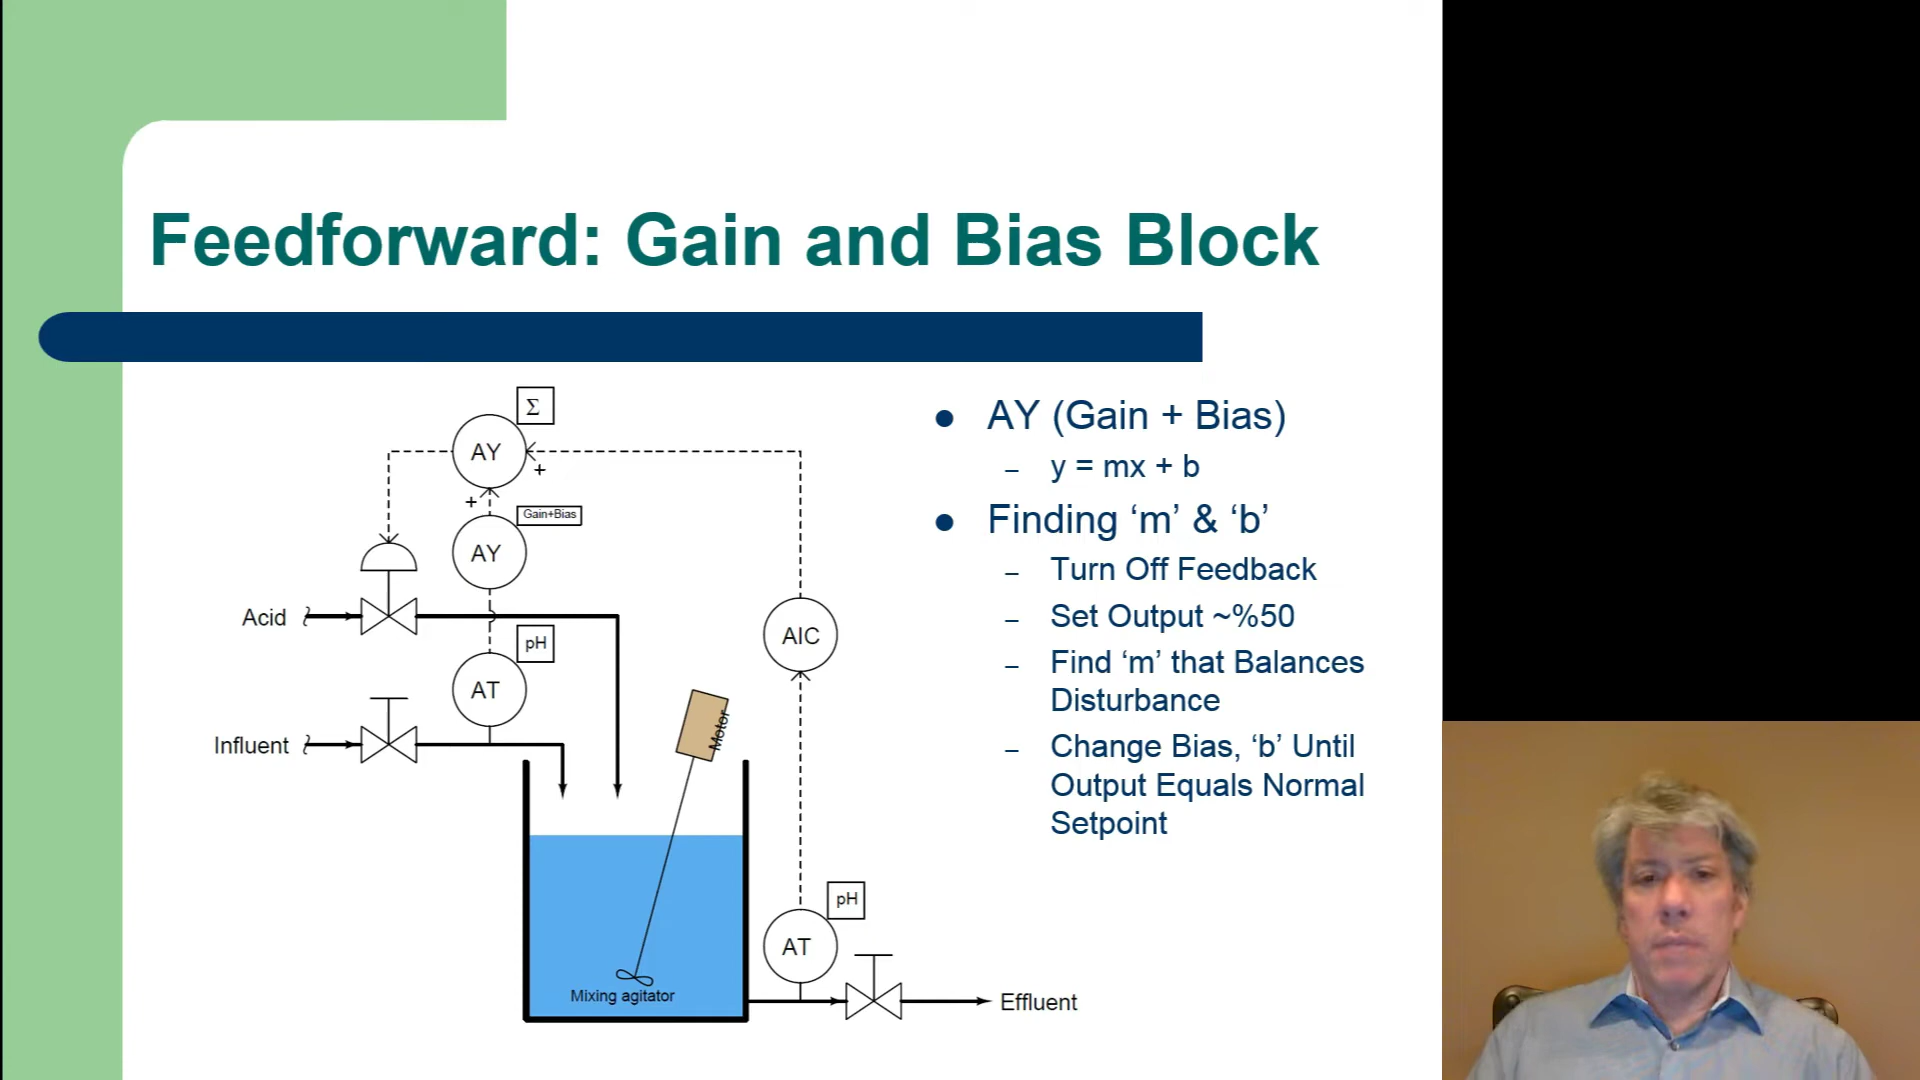 Feedforward: Gain and Bias Block
Σ
AY
+
+
Gain+Bias
AY
Acid
pH
AT
AIC
Influent
Motor
pH
AT
Mixing agitator
Effluent
AY (Gain + Bias)
– y = mx + b
Finding ‘m’ & ‘b’
– Turn Off Feedback
– Set Output ~%50
– Find ‘m’ that Balances
Disturbance
– Change Bias, ‘b’ Until
Output Equals Normal
Setpoint